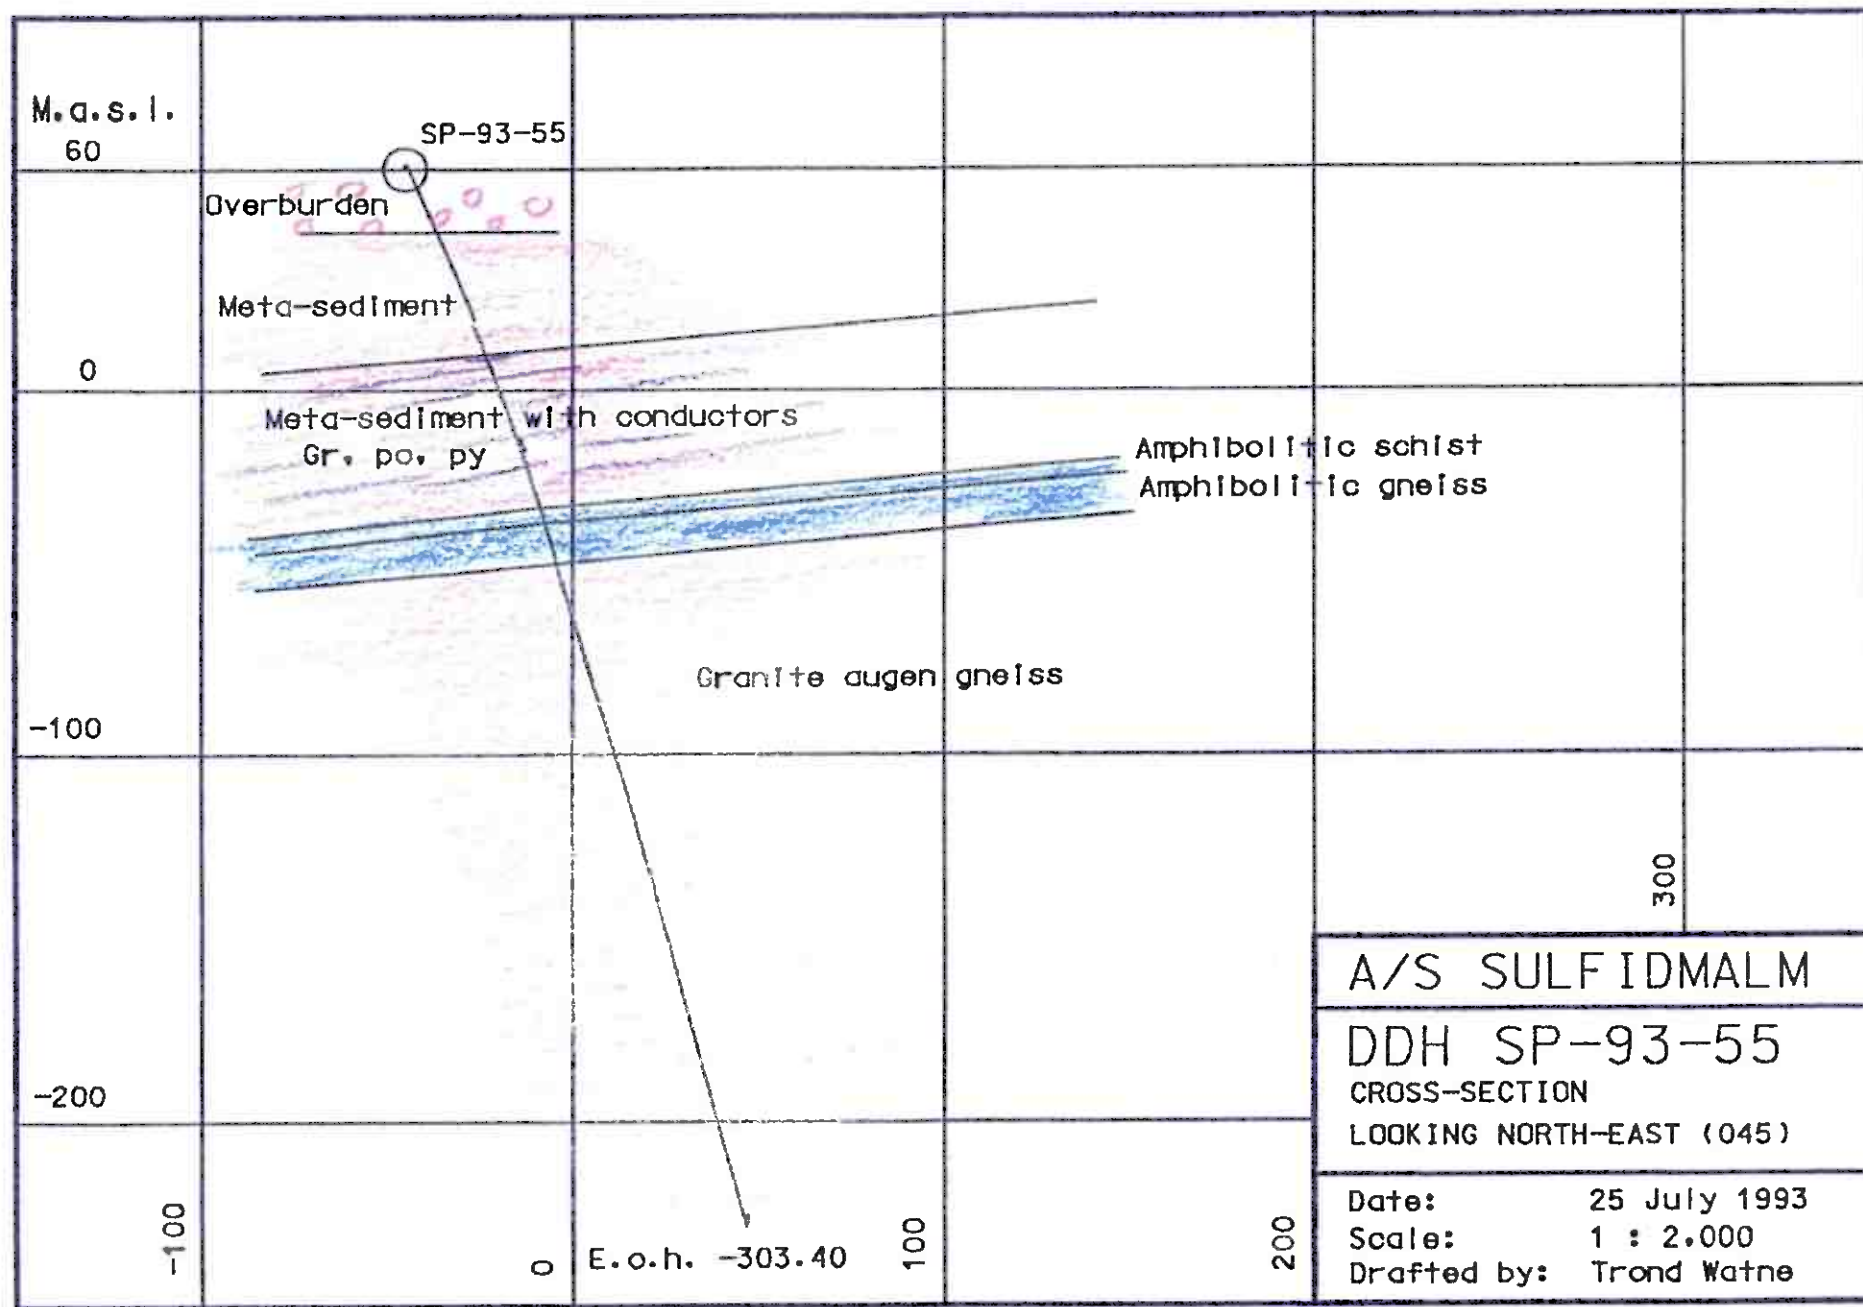 M.a.s.l.
60
SP-93-55
Overburden
Meta-sediment
0
Meta-sediment with conductors
Gr. po. py
Amphibolitic schist
Amphibolitic gneiss
Granite augen gneiss
-100
-200
-100
0
E.o.h. -303.40
100
200
300
A/S SULFIDMALM
DDH SP-93-55
CROSS-SECTION
LOOKING NORTH-EAST (045)
Date: 25 July 1993
Scale: 1 : 2.000
Drafted by: Trond Watne